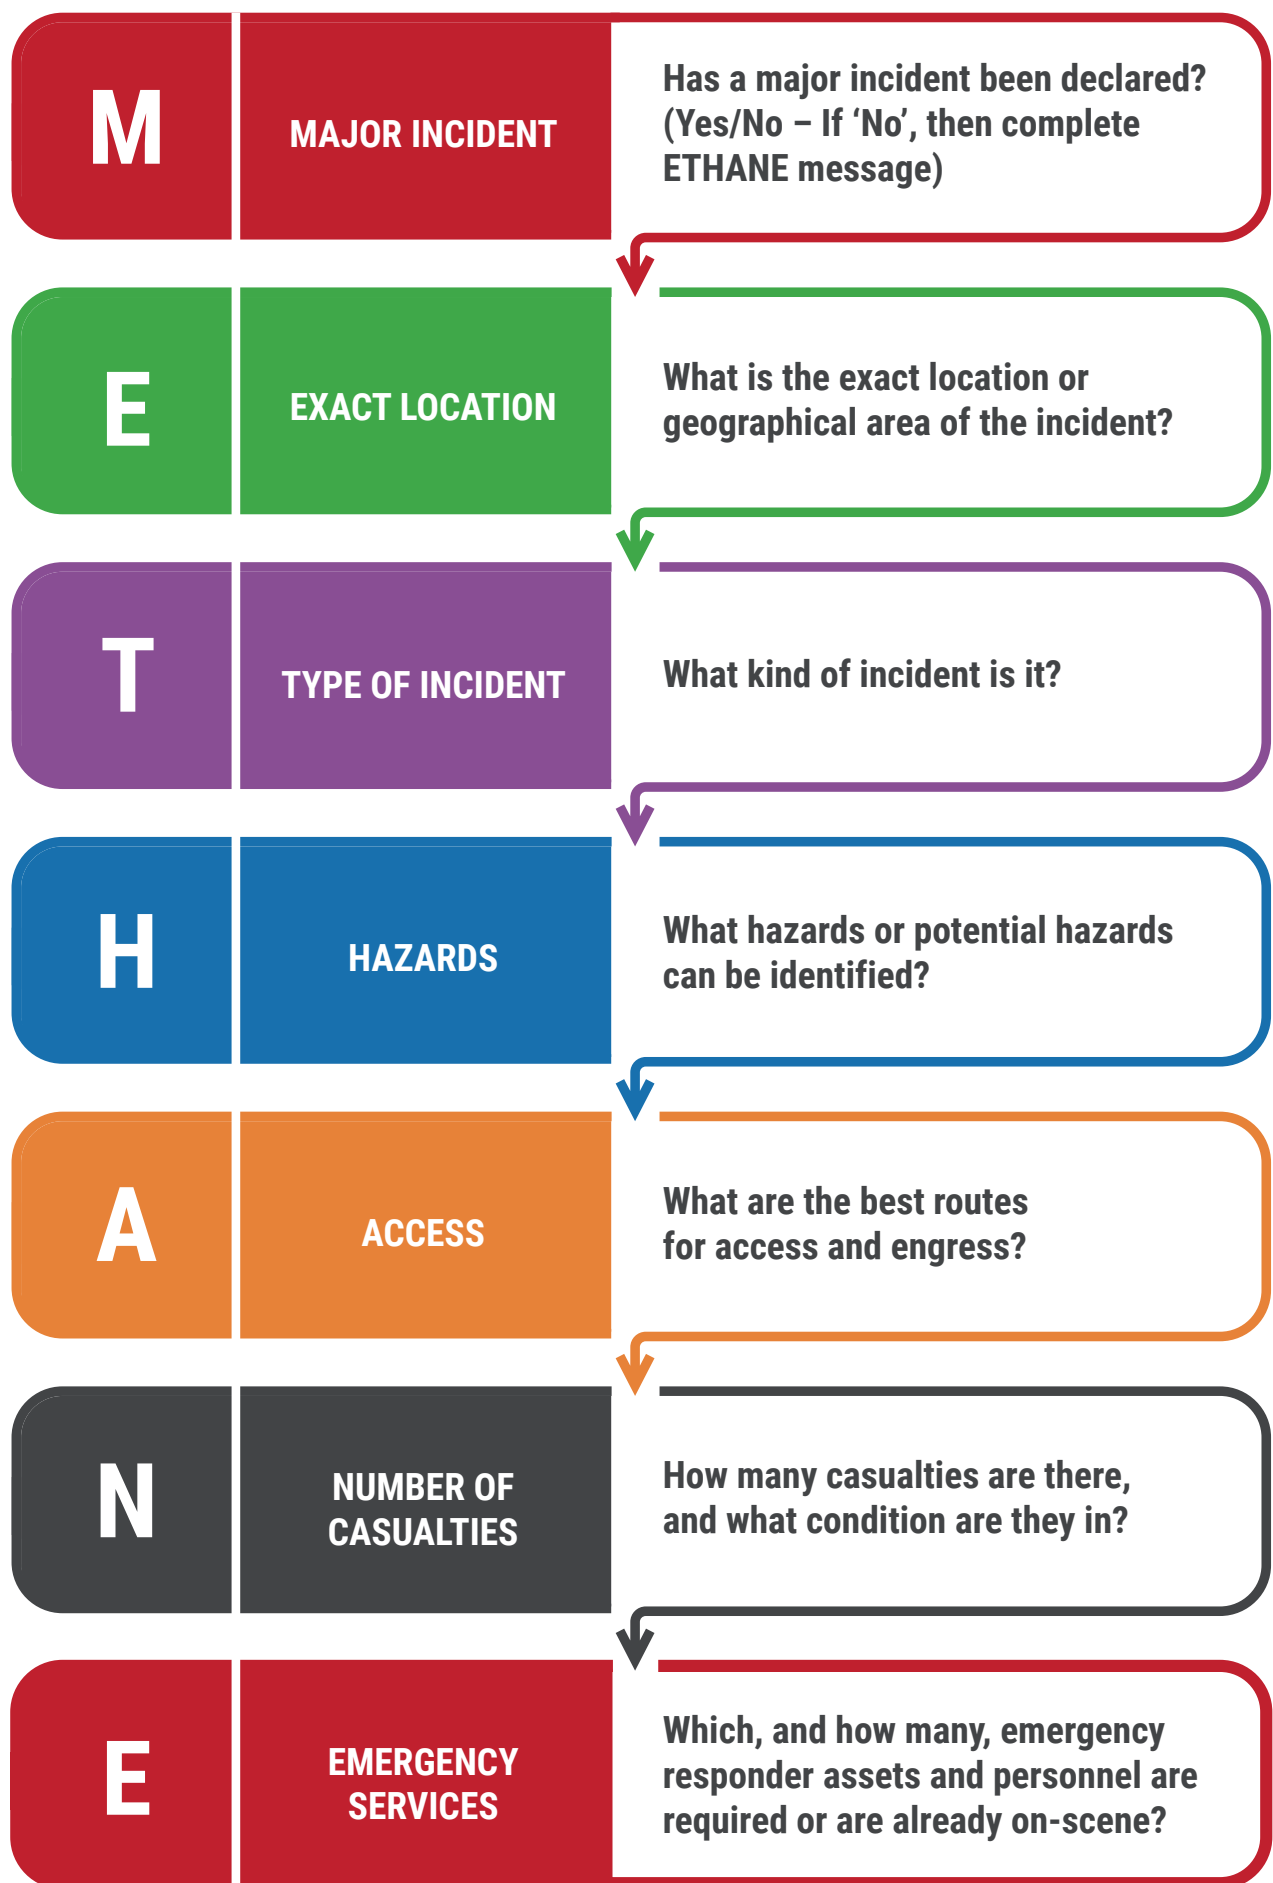 M
MAJOR INCIDENT
Has a major incident been declared?
(Yes/No – If ‘No’, then complete
ETHANE message)
E
EXACT LOCATION
What is the exact location or
geographical area of the incident?
T
TYPE OF INCIDENT
What kind of incident is it?
H
HAZARDS
What hazards or potential hazards
can be identified?
A
ACCESS
What are the best routes
for access and engress?
N
NUMBER OF
CASUALTIES
How many casualties are there,
and what condition are they in?
E
EMERGENCY
SERVICES
Which, and how many, emergency
responder assets and personnel are
required or are already on-scene?